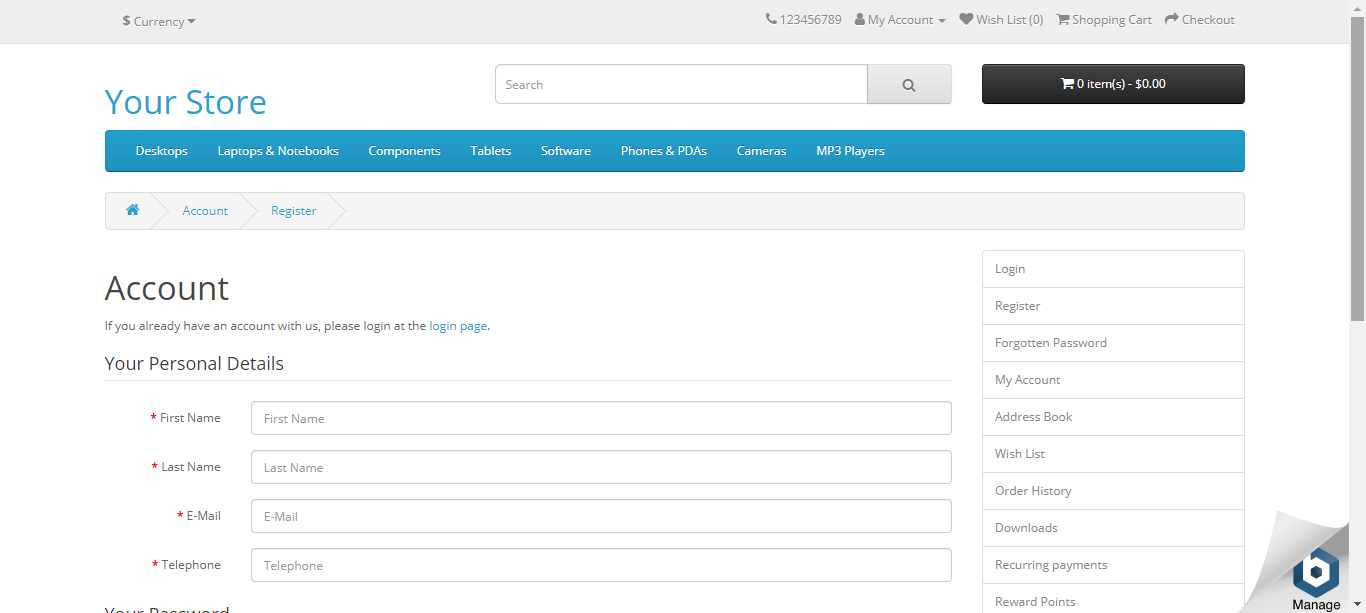 $ Currency
123456789 My Account Wish List (0) Shopping Cart Checkout
Your Store
Search
0 item(s) - $0.00
Desktops Laptops & Notebooks Components Tablets Software Phones & PDAs Cameras MP3 Players
Account Register
Account
If you already have an account with us, please login at the login page.
Your Personal Details
* First Name First Name
* Last Name Last Name
* E-Mail E-Mail
* Telephone Telephone
Your Password
Login
Register
Forgotten Password
My Account
Address Book
Wish List
Order History
Downloads
Recurring payments
Reward Points
Manage